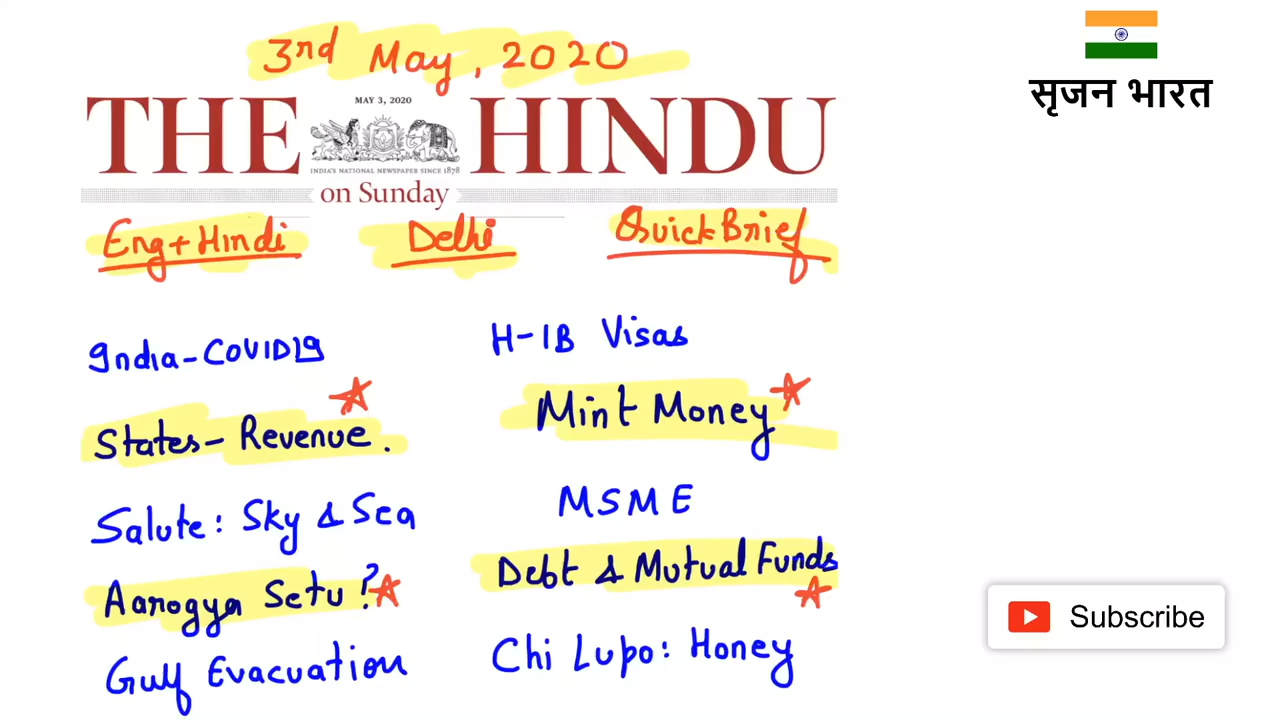 3rd May, 2020
सृजन भारत
MAY 3, 2020
THE HINDU
INDIA'S NATIONAL NEWSPAPER SINCE 1878
on Sunday
Eng+Hindi Delhi Quick Brief
India-COVID19
States-Revenue.
Salute: Sky & Sea
Aarogya Setu?
Gulf Evacuation
H-1B Visas
Mint Money
MSME
Debt & Mutual Funds
Chi Lupo: Honey
Subscribe